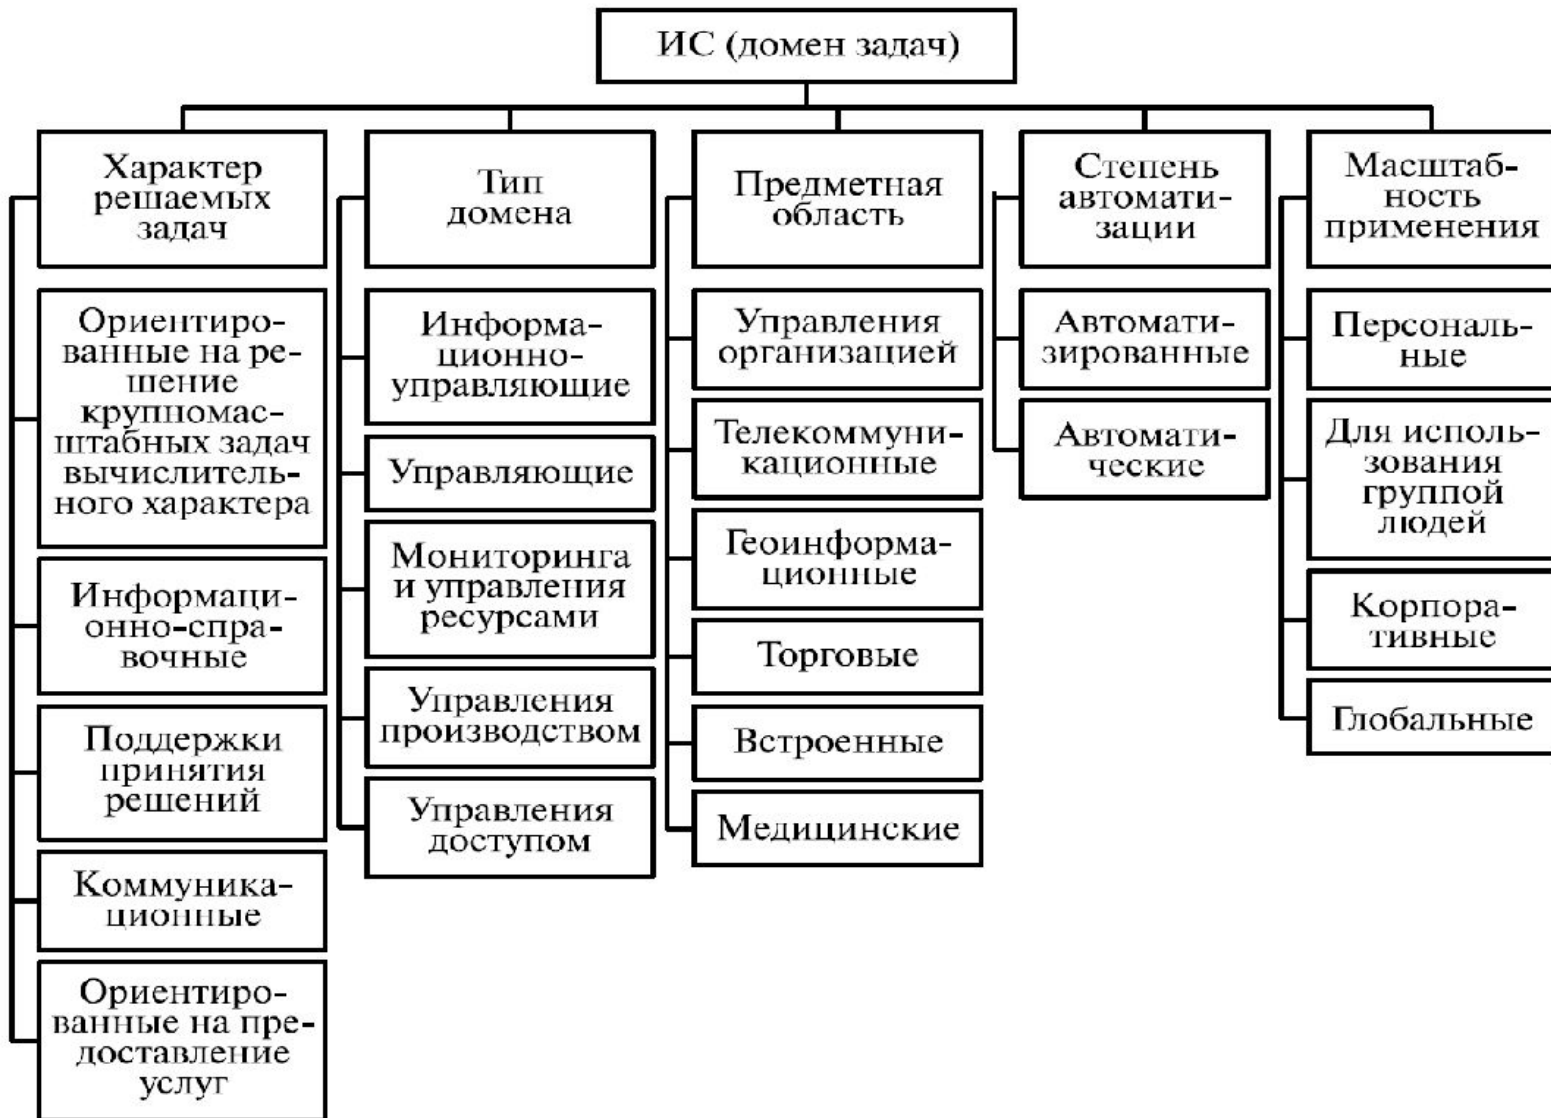 ИС (домен задач)
Характер
решаемых
задач
Ориентиро-
ванные на ре-
шение
крупномас-
штабных задач
вычислитель-
ного характера
Информаци-
онно-спра-
вочные
Поддержки
принятия
решений
Коммуника-
ционные
Ориентиро-
ванные на пре-
доставление
услуг
Тип
домена
Информа-
ционно-
управляющие
Управляющие
Мониторинга
и управления
ресурсами
Управления
производством
Управления
доступом
Предметная
область
Управления
организацией
Телекоммуни-
кационные
Геоинформа-
ционные
Торговые
Встроенные
Медицинские
Степень
автомати-
зации
Автомати-
зированные
Автомати-
ческие
Масштаб-
ность
применения
Персональ-
ные
Для исполь-
зования
группой
людей
Корпора-
тивные
Глобальные